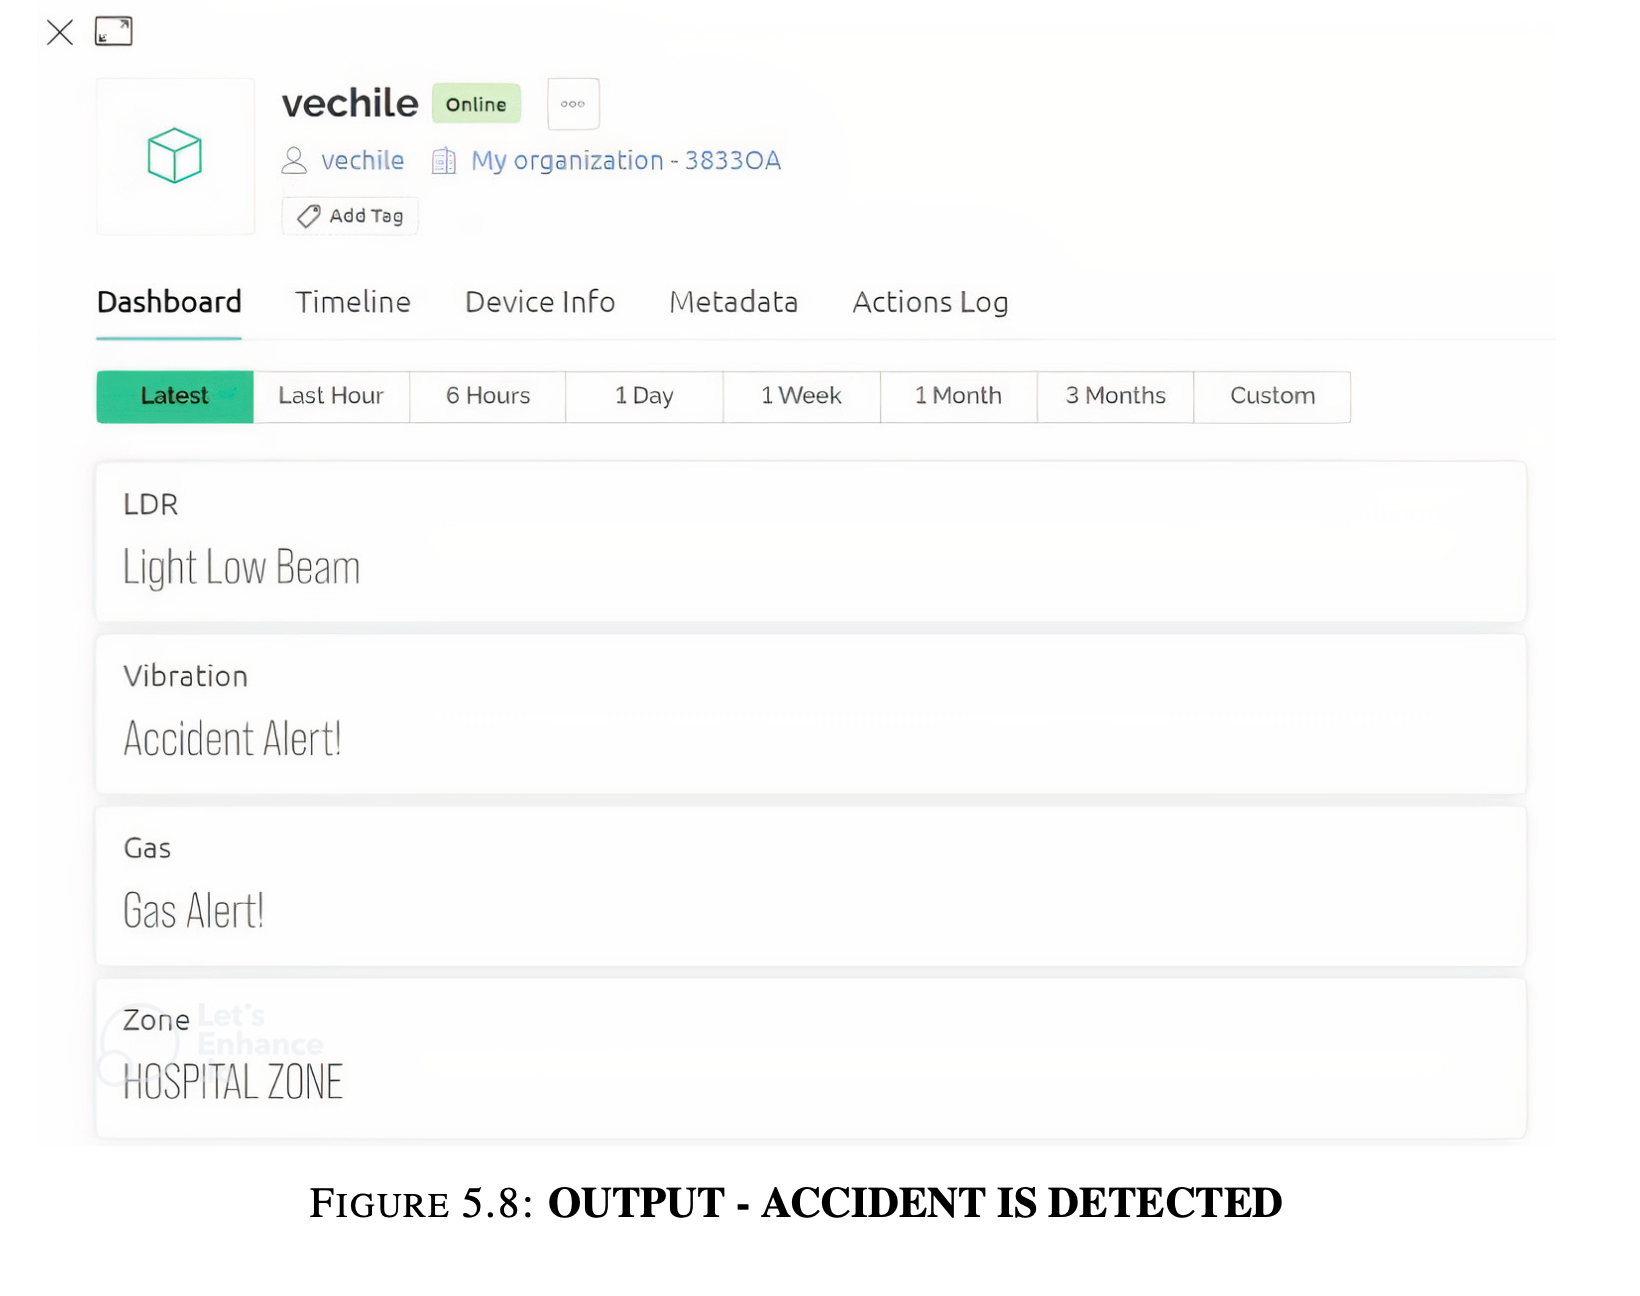 vechile Online
vechile My organization - 3833OA
Add Tag
Dashboard Timeline Device Info Metadata Actions Log
Latest Last Hour 6 Hours 1 Day 1 Week 1 Month 3 Months Custom
LDR
Light Low Beam
Vibration
Accident Alert!
Gas
Gas Alert!
Zone
Let's
Enhance
HOSPITAL ZONE
FIGURE 5.8: OUTPUT - ACCIDENT IS DETECTED